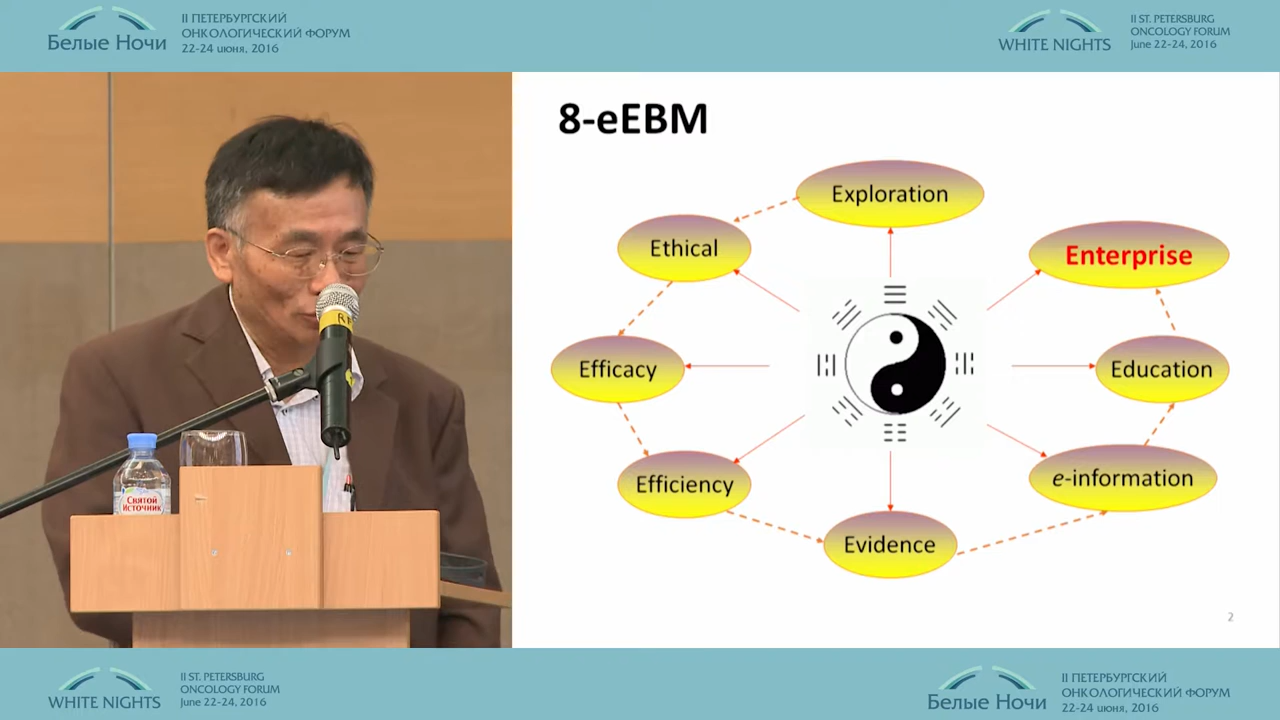 Белые Ночи
II ПЕТЕРБУРГСКИЙ
ОНКОЛОГИЧЕСКИЙ ФОРУМ
22-24 июня, 2016
WHITE NIGHTS
II ST. PETERSBURG
ONCOLOGY FORUM
June 22-24, 2016
8-eEBM
Exploration
Ethical
Enterprise
Efficacy
Education
Efficiency
e-information
Evidence
2
Святой
Источник
WHITE NIGHTS
II ST. PETERSBURG
ONCOLOGY FORUM
June 22-24, 2016
Белые Ночи
II ПЕТЕРБУРГСКИЙ
ОНКОЛОГИЧЕСКИЙ ФОРУМ
22-24 июня, 2016